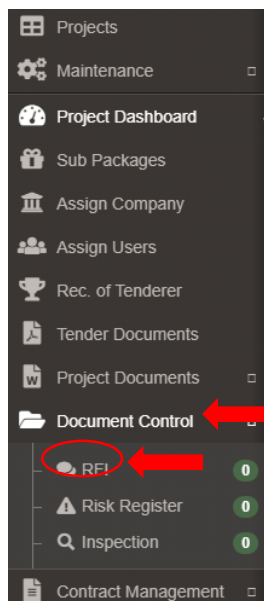 Projects
Maintenance
Project Dashboard
Sub Packages
Assign Company
Assign Users
Rec. of Tenderer
Tender Documents
Project Documents
Document Control
RFI 0
Risk Register 0
Inspection 0
Contract Management